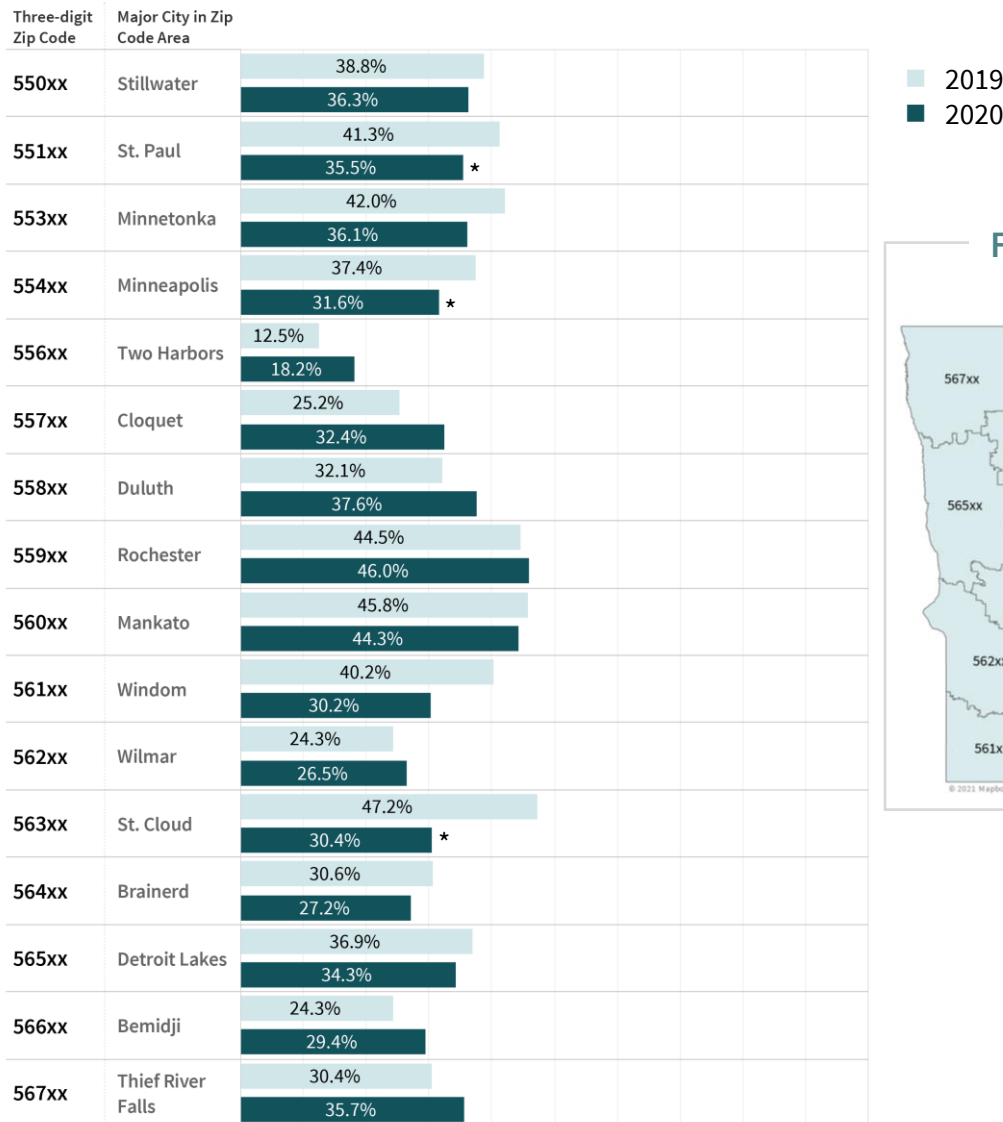 Three-digit
Zip Code
Major City in Zip
Code Area
550xx Stillwater 38.8%
36.3%
551xx St. Paul 41.3%
35.5% *
553xx Minnetonka 42.0%
36.1%
554xx Minneapolis 37.4%
31.6% *
556xx Two Harbors 12.5%
18.2%
557xx Cloquet 25.2%
32.4%
558xx Duluth 32.1%
37.6%
559xx Rochester 44.5%
46.0%
560xx Mankato 45.8%
44.3%
561xx Windom 40.2%
30.2%
562xx Wilmar 24.3%
26.5%
563xx St. Cloud 47.2%
30.4% *
564xx Brainerd 30.6%
27.2%
565xx Detroit Lakes 36.9%
34.3%
566xx Bemidji 24.3%
29.4%
567xx Thief River
Falls 30.4%
35.7%
2019
2020
567xx
565xx
562xx
561x
© 2021 Mapbo